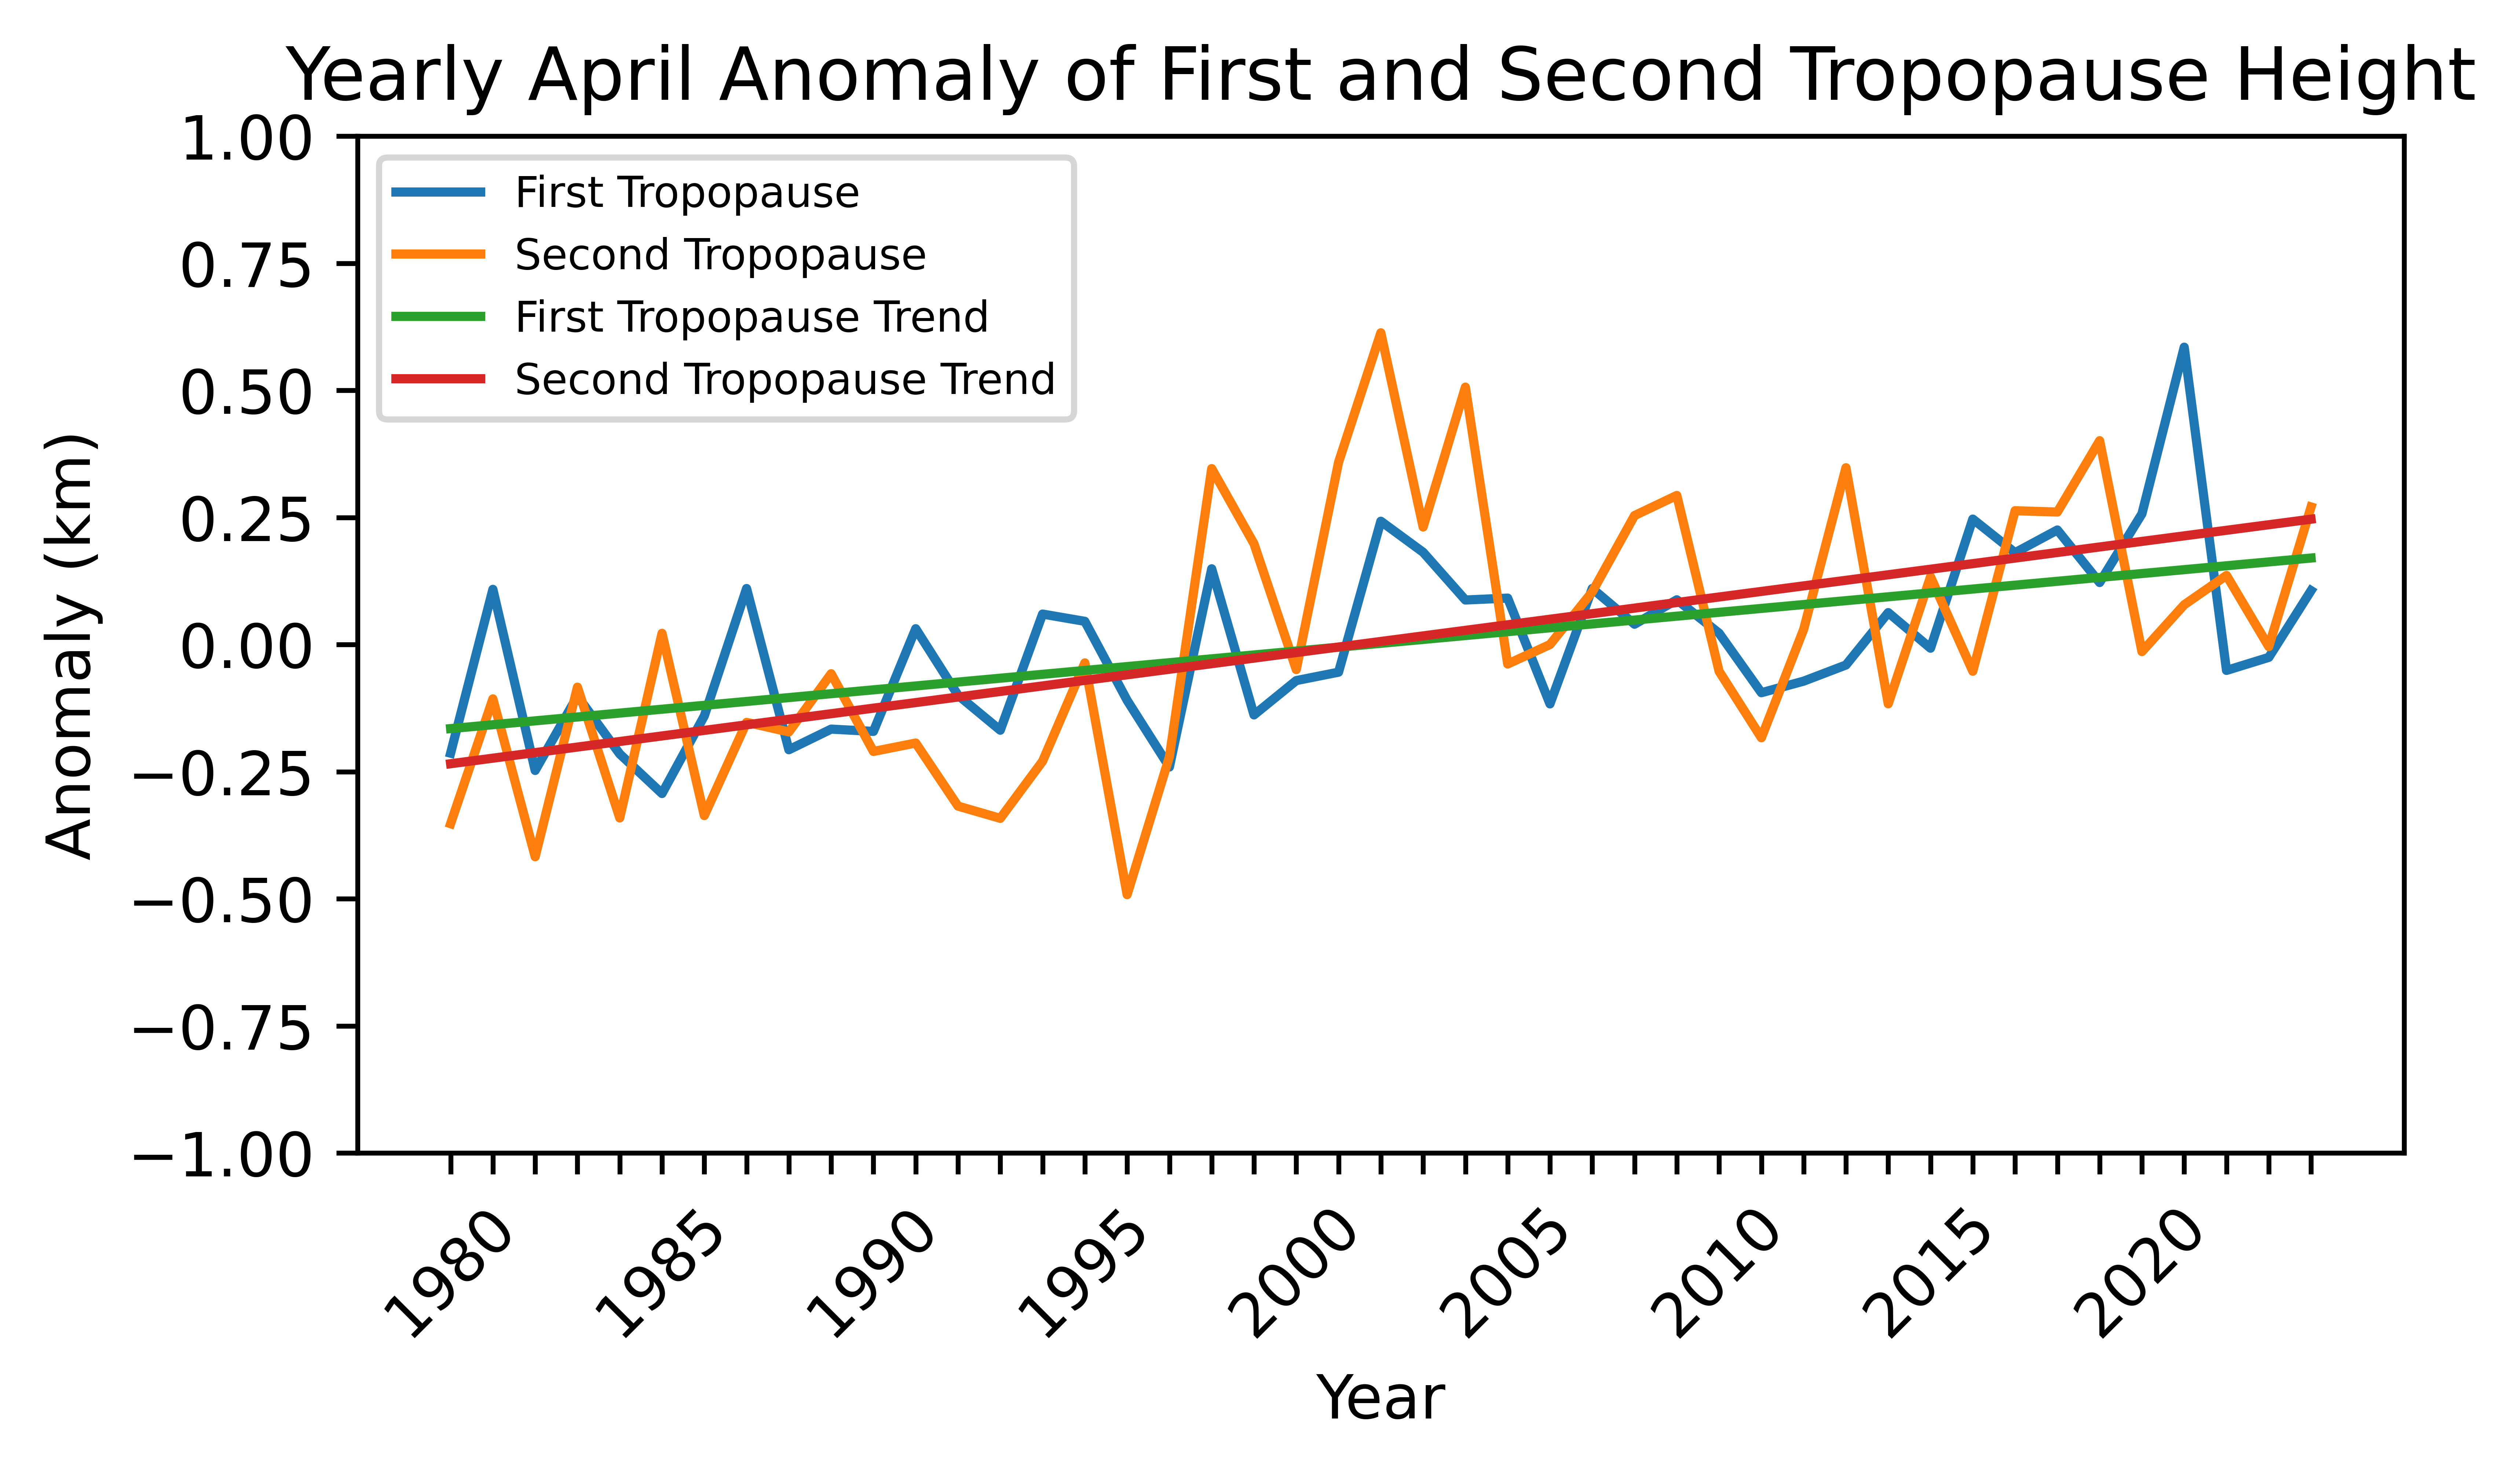 Yearly April Anomaly of First and Second Tropopause Height
1.00
0.75
0.50
0.25
0.00
−0.25
−0.50
−0.75
−1.00
Anomaly (km)
First Tropopause
Second Tropopause
First Tropopause Trend
Second Tropopause Trend
1980
1985
1990
1995
2000
2005
2010
2015
2020
Year